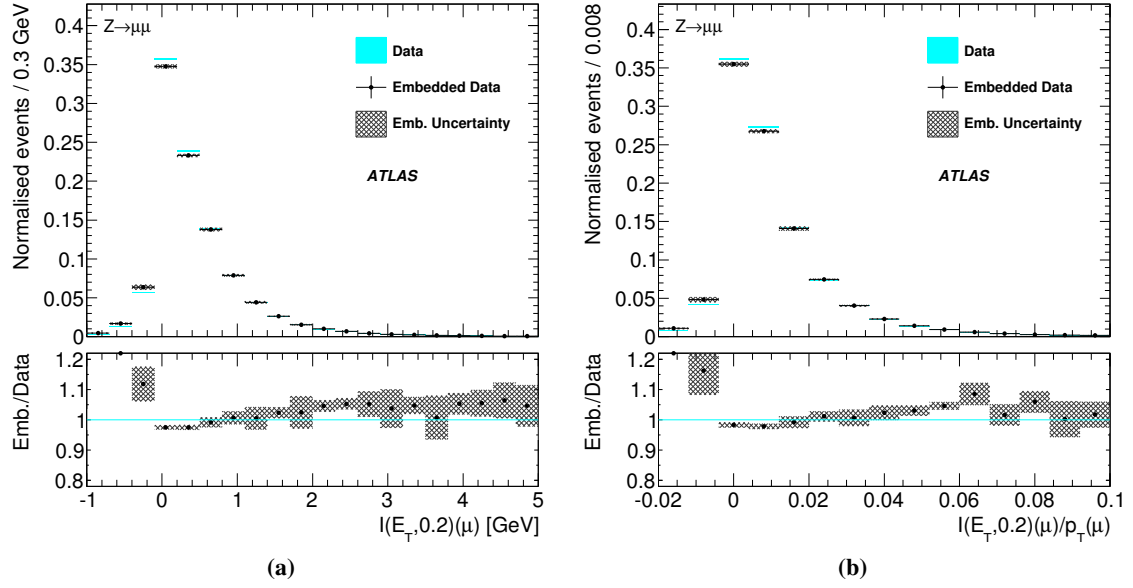 Z→μμ
Data
Embedded Data
Emb. Uncertainty
ATLAS
Normalised events / 0.3 GeV
0.4
0.35
0.3
0.25
0.2
0.15
0.1
0.05
0
Emb./Data
1.2
1.1
1
0.9
0.8
-1 0 1 2 3 4 5
I(E_T,0.2)(μ) [GeV]
(a)
Z→μμ
Data
Embedded Data
Emb. Uncertainty
ATLAS
Normalised events / 0.008
0.4
0.35
0.3
0.25
0.2
0.15
0.1
0.05
0
Emb./Data
1.2
1.1
1
0.9
0.8
-0.02 0 0.02 0.04 0.06 0.08 0.1
I(E_T,0.2)(μ)/p_T(μ)
(b)